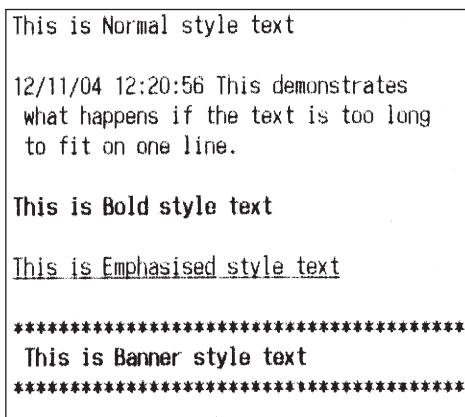 This is Normal style text
12/11/04 12:20:56 This demonstrates
what happens if the text is too long
to fit on one line.
This is Bold style text
This is Emphasised style text
****************************************
This is Banner style text
****************************************